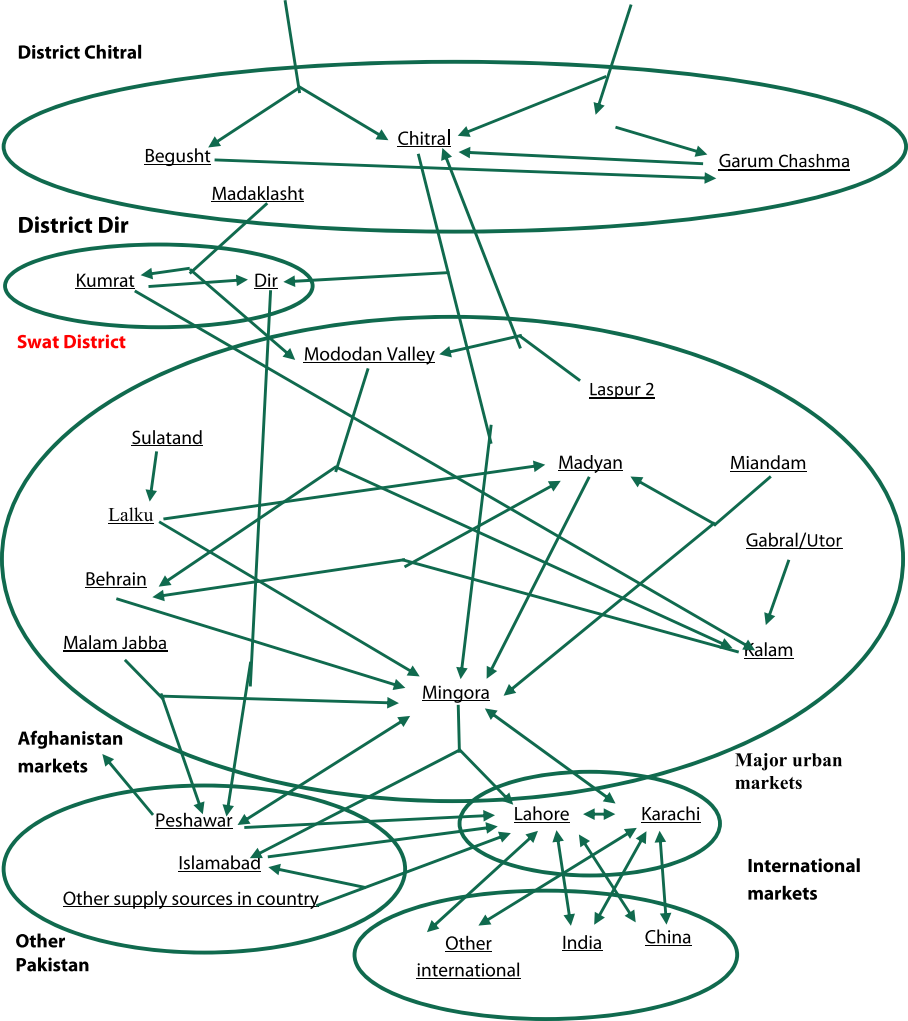 District Chitral
Chitral
Begusht
Garum Chashma
Madaklasht
District Dir
Kumrat
Dir
Swat District
Mododan Valley
Laspur 2
Sulatand
Madyan
Miandam
Lalku
Gabral/Utor
Behrain
Malam Jabba
Kalam
Mingora
Afghanistan
markets
Major urban
markets
Peshawar
Lahore
Karachi
Islamabad
International
markets
Other supply sources in country
Other
Pakistan
Other
international
India
China